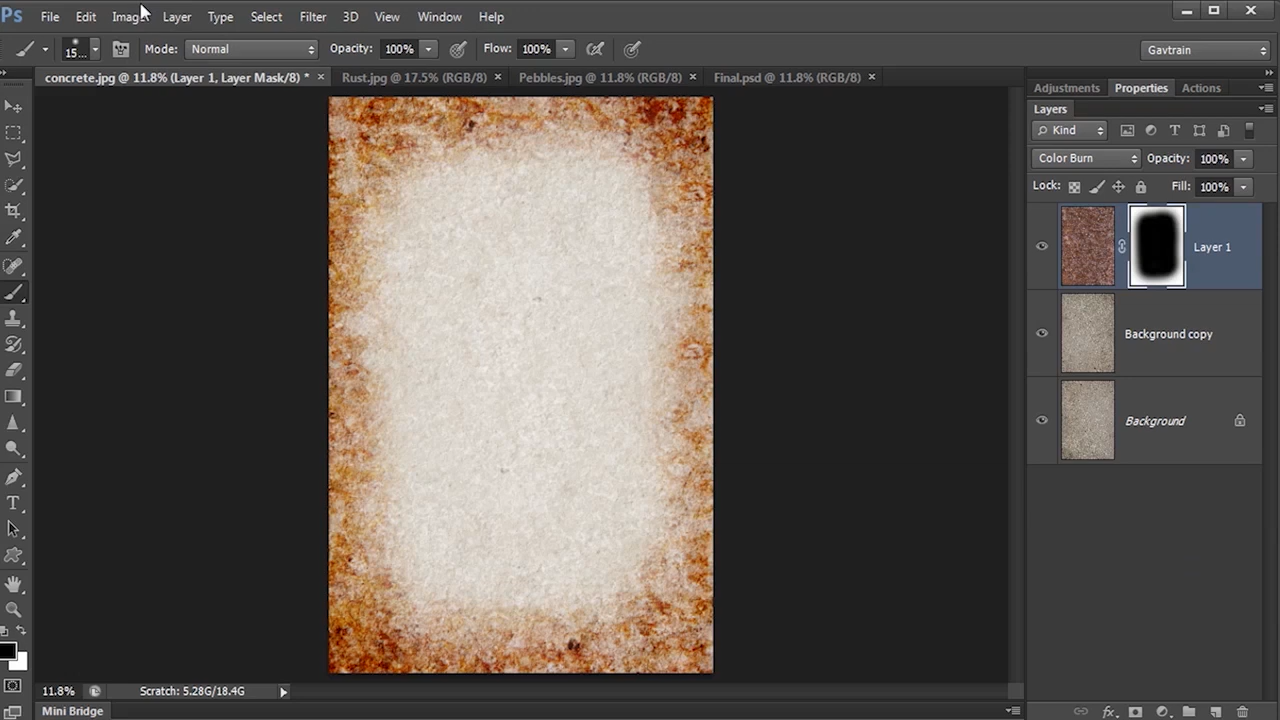 Ps File Edit Image Layer Type Select Filter 3D View Window Help
15... Mode: Normal Opacity: 100% Flow: 100% Gavtrain
concrete.jpg @ 11.8% (Layer 1, Layer Mask/8) * × Rust.jpg @ 17.5% (RGB/8) × Pebbles.jpg @ 11.8% (RGB/8) × Final.psd @ 11.8% (RGB/8) ×
Adjustments Properties Actions
Layers
Kind
Color Burn Opacity: 100%
Lock: Fill: 100%
Layer 1
Background copy
Background
11.8% Scratch: 5.28G/18.4G
Mini Bridge